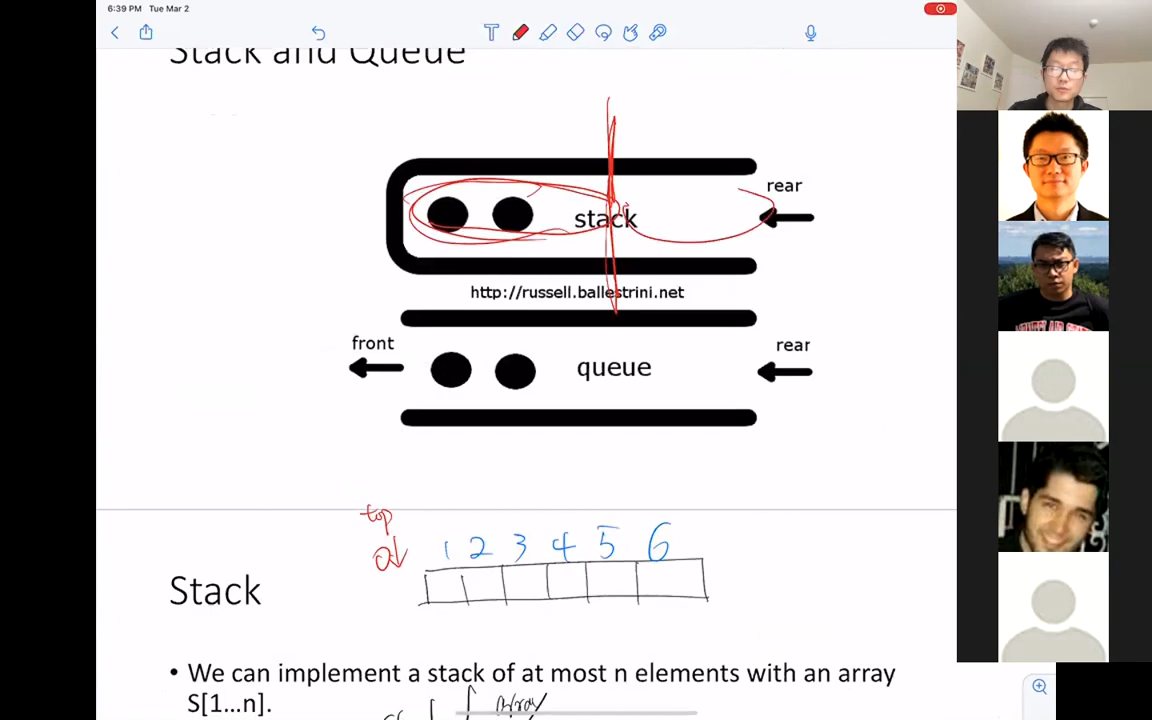 6:39 PM Tue Mar 2
Stack and Queue
rear
stack
http://russell.ballestrini.net
front
rear
queue
top
0
1 2 3 4 5 6
Stack
• We can implement a stack of at most n elements with an array
S[1...n].
Array